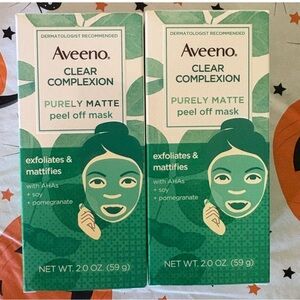 DERMATOLOGIST RECOMMENDED
Aveeno.
CLEAR
COMPLEXION
PURELY MATTE
peel off mask
exfoliates &
mattifies
with AHAs
+ soy
+ pomegranate
NET WT. 2.0 OZ. (59 g)
DERMATOLOGIST RECOMMENDED
Aveeno.
CLEAR
COMPLEXION
PURELY MATTE
peel off mask
exfoliates &
mattifies
with AHAs
+ soy
+ pomegranate
NET WT. 2.0 OZ. (59 g)